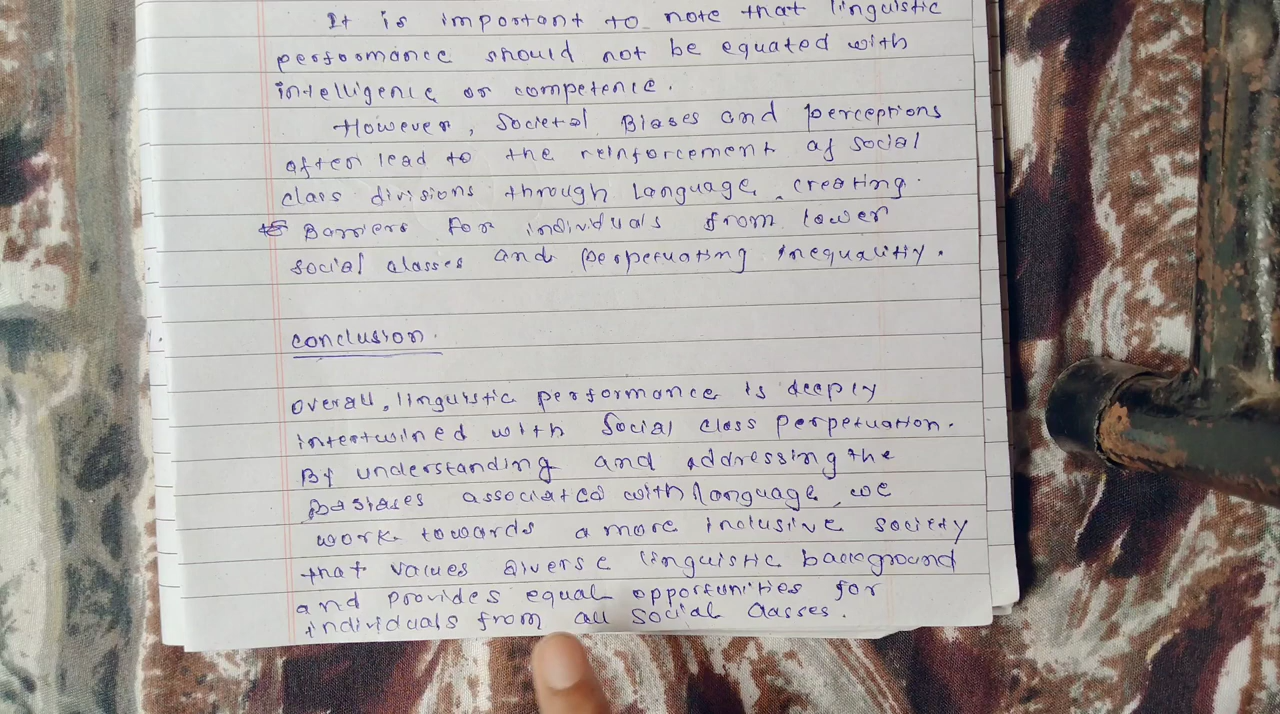 It is important to note that linguistic
performance should not be equated with
intelligence or competence.
However, Societal Biases and perceptions
often lead to the reinforcement of social
class divisions through language, creating
Barriers for individuals from lower
social classes and perpetuating inequality.
conclusion.
overall, linguistic performance is deeply
intertwined with Social class perpetuation.
By understanding and addressing the
associated with language, we
work towards a more inclusive society
that values diverse linguistic background
and provides equal opportunities for
individuals from all social classes.